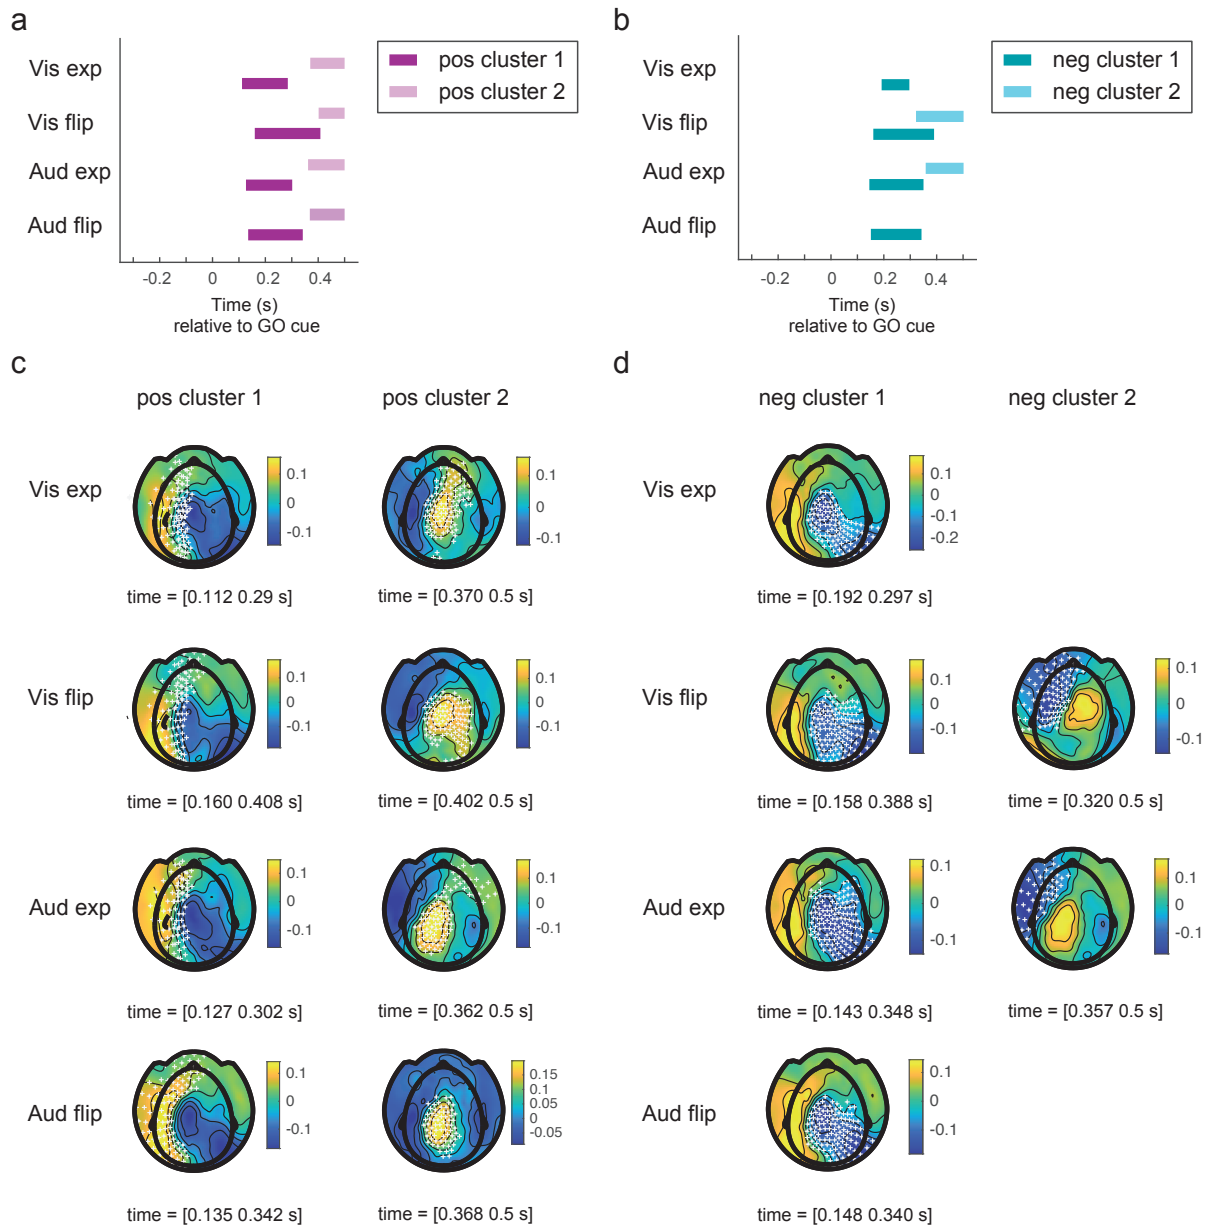 a
Vis exp
Vis flip
Aud exp
Aud flip
pos cluster 1
pos cluster 2
-0.2 0 0.2 0.4
Time (s)
relative to GO cue
b
Vis exp
Vis flip
Aud exp
Aud flip
neg cluster 1
neg cluster 2
-0.2 0 0.2 0.4
Time (s)
relative to GO cue
c
pos cluster 1 pos cluster 2
Vis exp
0.1
0
-0.1
0.1
0
-0.1
time = [0.112 0.29 s] time = [0.370 0.5 s]
Vis flip
0.1
0
-0.1
0.1
0
-0.1
time = [0.160 0.408 s] time = [0.402 0.5 s]
Aud exp
0.1
0
-0.1
0.1
0
-0.1
time = [0.127 0.302 s] time = [0.362 0.5 s]
Aud flip
0.1
0
-0.1
0.15
0.1
0.05
0
-0.05
time = [0.135 0.342 s] time = [0.368 0.5 s]
d
neg cluster 1 neg cluster 2
Vis exp
0.1
0
-0.1
-0.2
time = [0.192 0.297 s]
Vis flip
0.1
0
-0.1
0.1
0
-0.1
time = [0.158 0.388 s] time = [0.320 0.5 s]
Aud exp
0.1
0
-0.1
0.1
0
-0.1
time = [0.143 0.348 s] time = [0.357 0.5 s]
Aud flip
0.1
0
-0.1
time = [0.148 0.340 s]